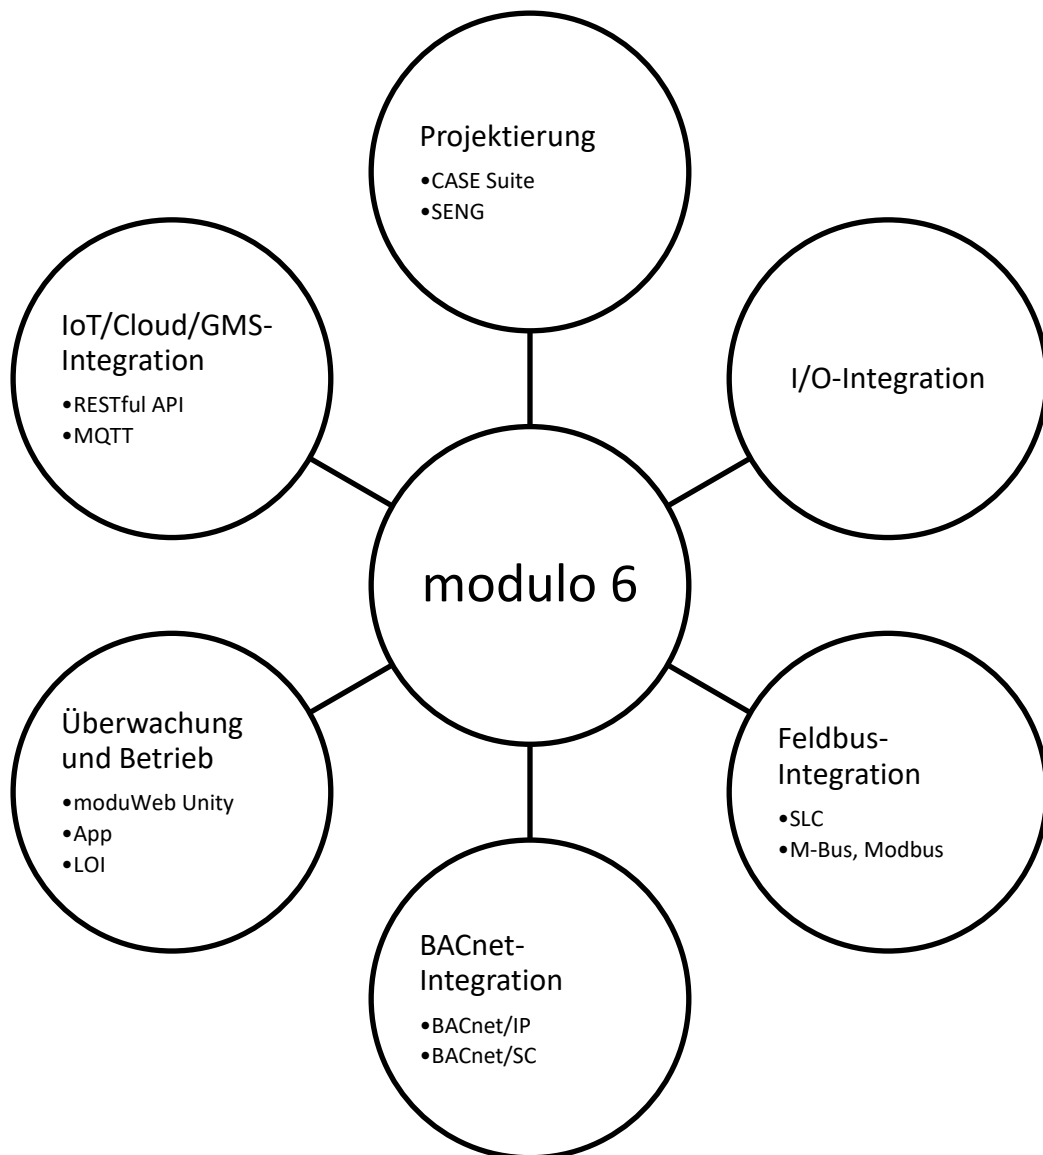 Projektierung
•CASE Suite
•SENG
IoT/Cloud/GMS-
Integration
•RESTful API
•MQTT
I/O-Integration
modulo 6
Überwachung
und Betrieb
•moduWeb Unity
•App
•LOI
Feldbus-
Integration
•SLC
•M-Bus, Modbus
BACnet-
Integration
•BACnet/IP
•BACnet/SC